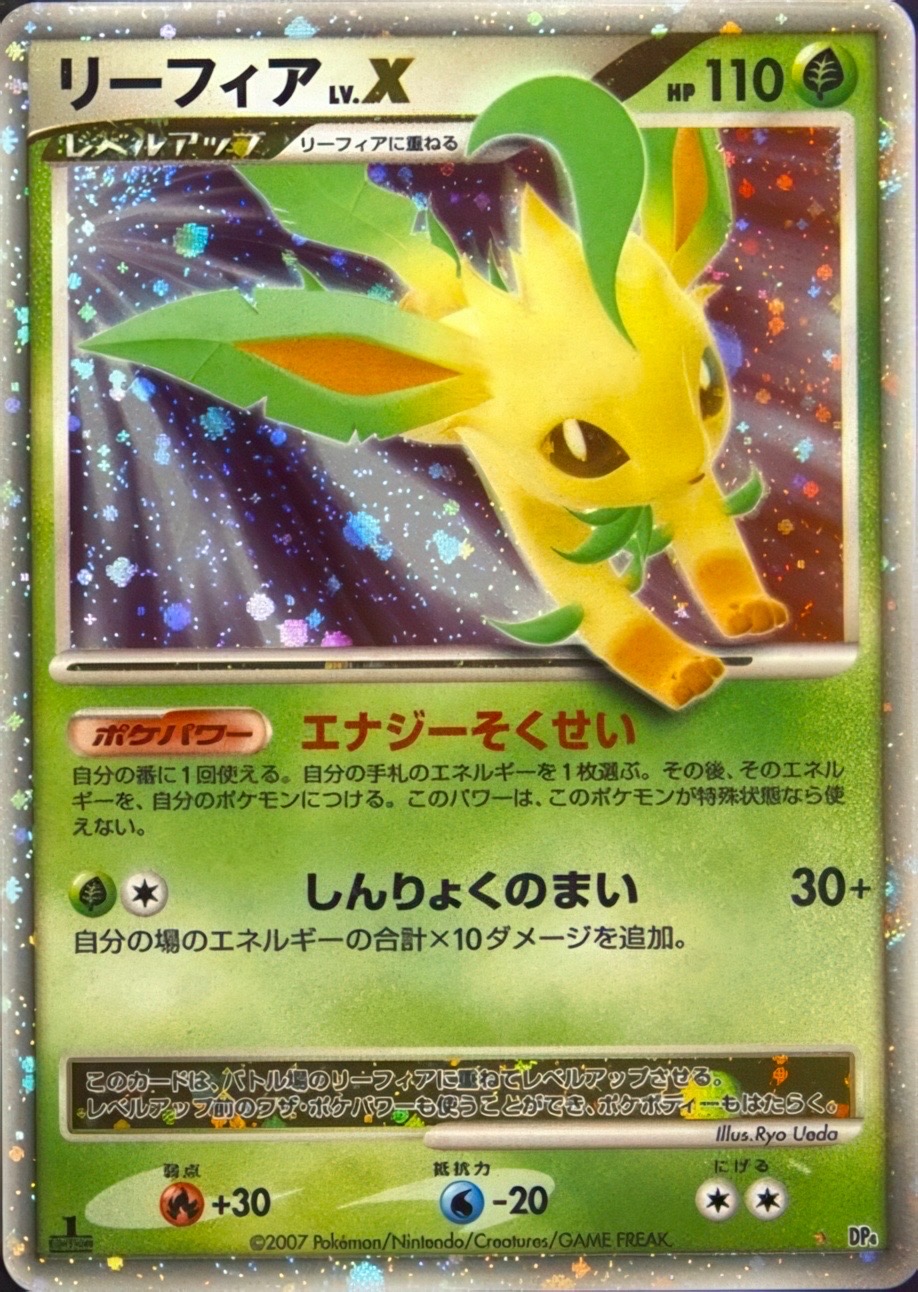 リーフィア LV.X HP 110
レベルアップ リーフィアに重ねる
ポケパワー エナジーそくせい
自分の番に1回使える。自分の手札のエネルギーを1枚選ぶ。その後、そのエネル
ギーを、自分のポケモンにつける。このパワーは、このポケモンが特殊状態なら使
えない。
しんりょくのまい 30+
自分の場のエネルギーの合計×10ダメージを追加。
このカードは、バトル場のリーフィアに重ねてレベルアップさせる。
レベルアップ前のワザ・ポケパワーも使うことができ、ポケボディーもはたらく。
Illus.Ryo Ueda
弱点 抵抗力 にげる
+30 -20
1 EDITION ©2007 Pokémon/Nintendo/Creatures/GAME FREAK. DP4